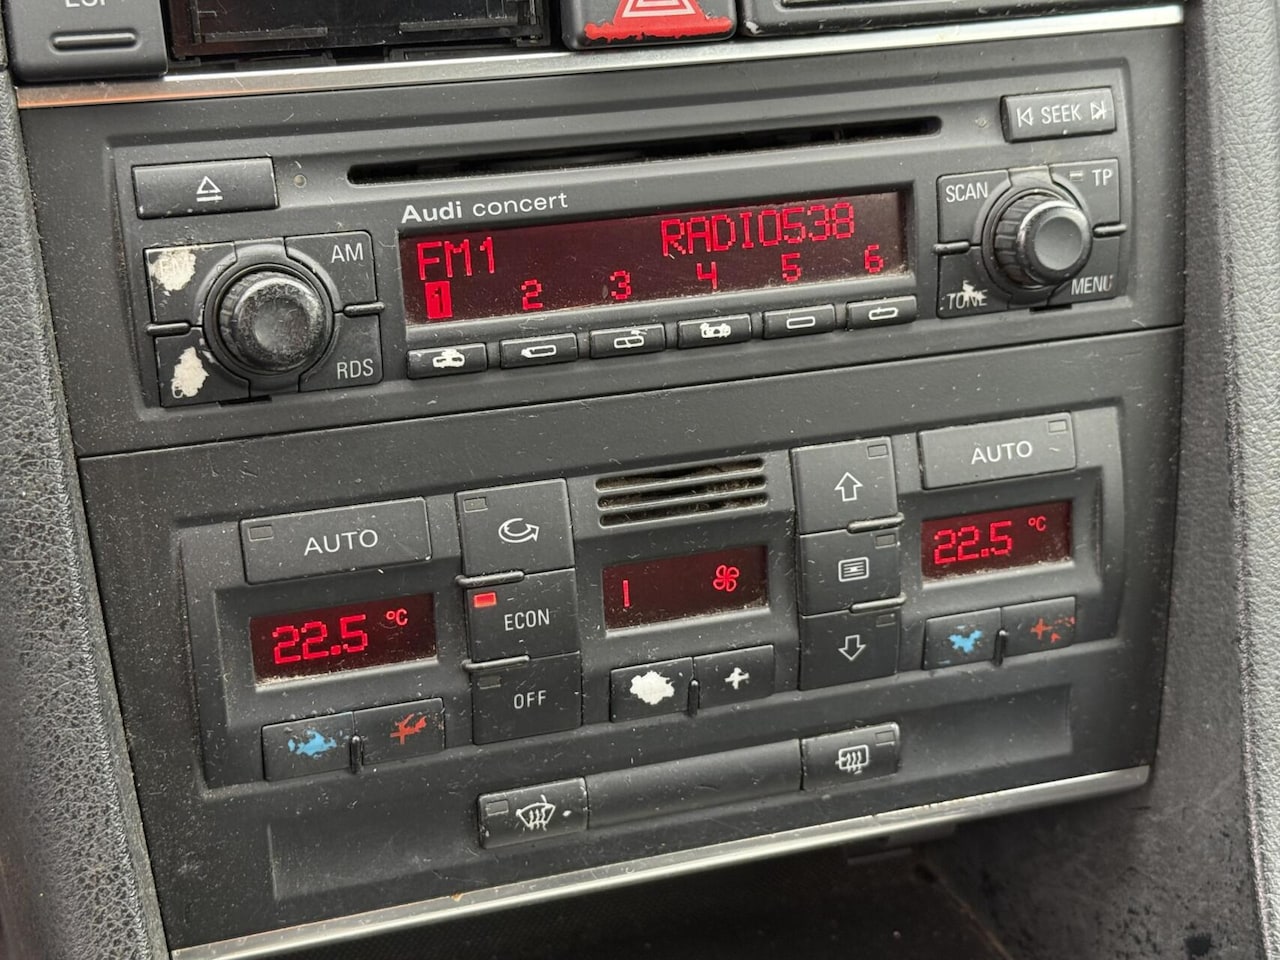 ESP
SEEK
Audi concert
SCAN
TP
AM
FM1
RADIO538
1 2 3 4 5 6
TONE
MENU
RDS
AUTO
AUTO
22.5 °C
ECON
22.5 °C
OFF